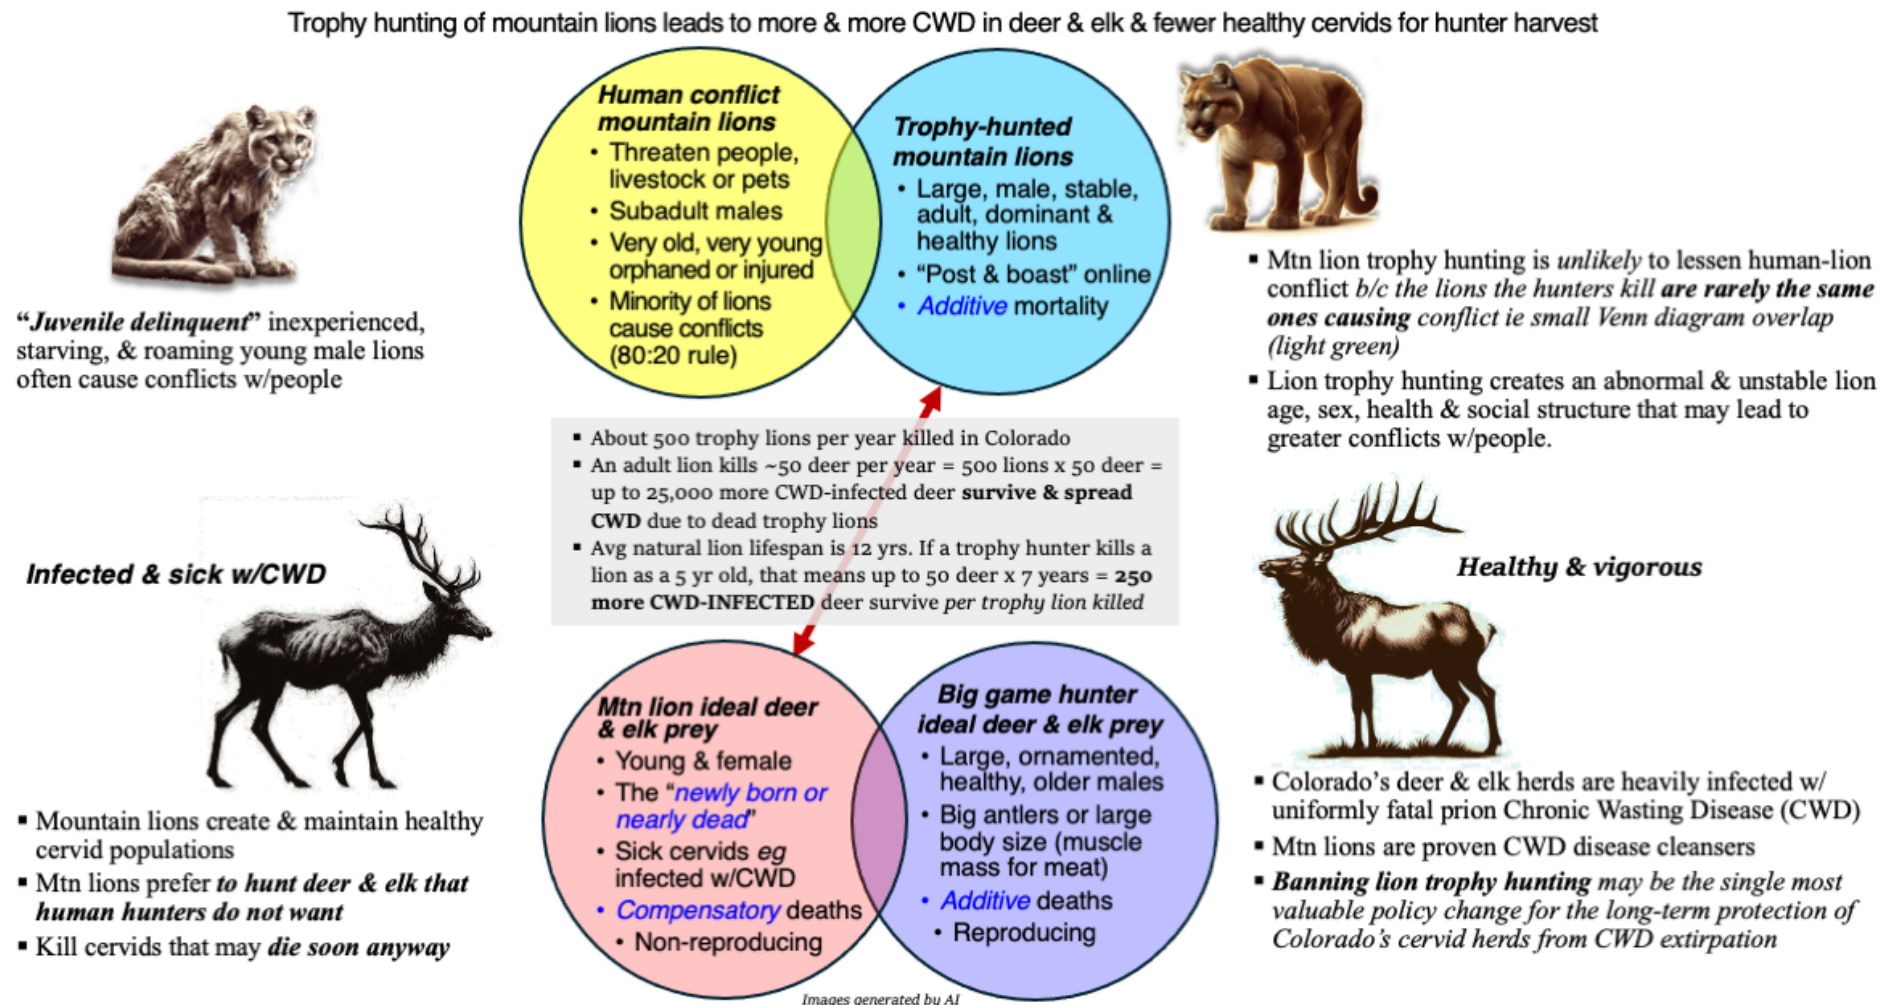 Trophy hunting of mountain lions leads to more & more CWD in deer & elk & fewer healthy cervids for hunter harvest
Human conflict
mountain lions
• Threaten people,
livestock or pets
• Subadult males
• Very old, very young
orphaned or injured
• Minority of lions
cause conflicts
(80:20 rule)
Trophy-hunted
mountain lions
• Large, male, stable,
adult, dominant &
healthy lions
• “Post & boast” online
• Additive mortality
“Juvenile delinquent” inexperienced,
starving, & roaming young male lions
often cause conflicts w/people
▪ Mtn lion trophy hunting is unlikely to lessen human-lion
conflict b/c the lions the hunters kill are rarely the same
ones causing conflict ie small Venn diagram overlap
(light green)
▪ Lion trophy hunting creates an abnormal & unstable lion
age, sex, health & social structure that may lead to
greater conflicts w/people.
▪ About 500 trophy lions per year killed in Colorado
▪ An adult lion kills ~50 deer per year = 500 lions x 50 deer =
up to 25,000 more CWD-infected deer survive & spread
CWD due to dead trophy lions
▪ Avg natural lion lifespan is 12 yrs. If a trophy hunter kills a
lion as a 5 yr old, that means up to 50 deer x 7 years = 250
more CWD-INFECTED deer survive per trophy lion killed
Infected & sick w/CWD
Healthy & vigorous
Mtn lion ideal deer
& elk prey
• Young & female
• The “newly born or
nearly dead”
• Sick cervids eg
infected w/CWD
• Compensatory deaths
• Non-reproducing
Big game hunter
ideal deer & elk prey
• Large, ornamented,
healthy, older males
• Big antlers or large
body size (muscle
mass for meat)
• Additive deaths
• Reproducing
▪ Mountain lions create & maintain healthy
cervid populations
▪ Mtn lions prefer to hunt deer & elk that
human hunters do not want
▪ Kill cervids that may die soon anyway
▪ Colorado’s deer & elk herds are heavily infected w/
uniformly fatal prion Chronic Wasting Disease (CWD)
▪ Mtn lions are proven CWD disease cleansers
▪ Banning lion trophy hunting may be the single most
valuable policy change for the long-term protection of
Colorado’s cervid herds from CWD extirpation
Images generated by AI